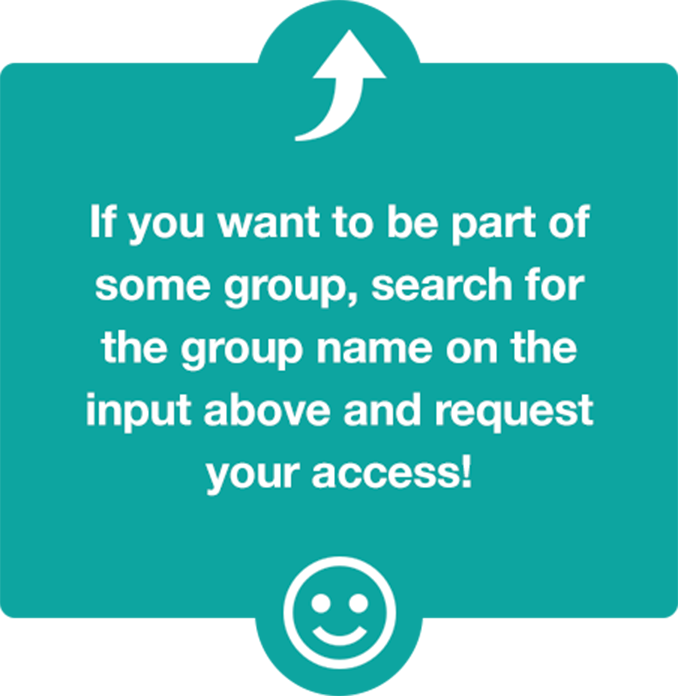 If you want to be part of
some group, search for
the group name on the
input above and request
your access!